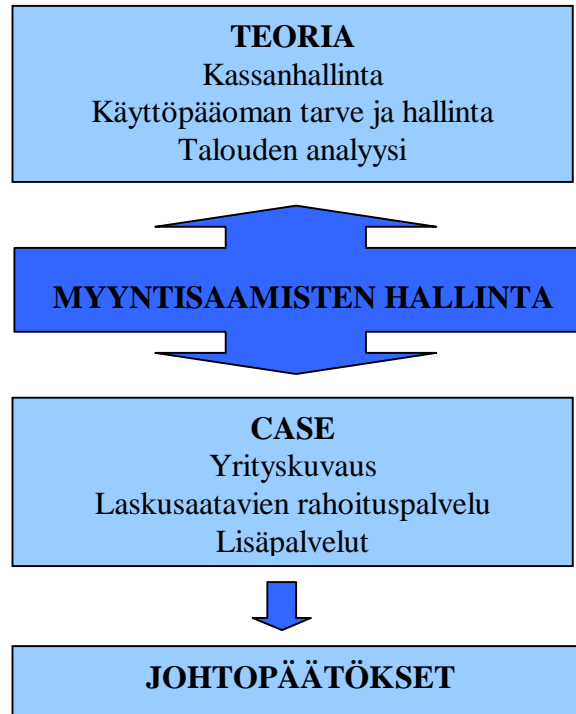 TEORIA
Kassanhallinta
Käyttöpääoman tarve ja hallinta
Talouden analyysi
MYYNTISAAMISTEN HALLINTA
CASE
Yrityskuvaus
Laskusaatavien rahoituspalvelu
Lisäpalvelut
JOHTOPÄÄTÖKSET